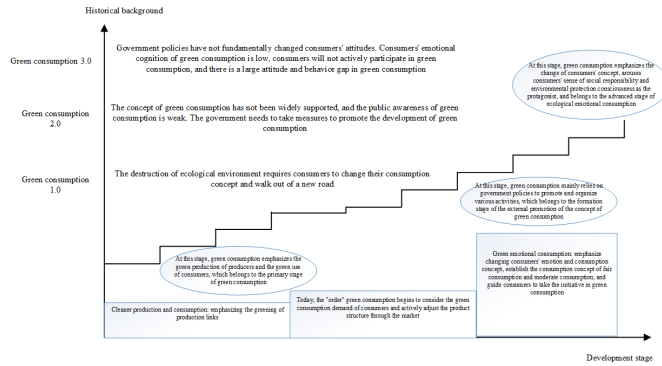 Historical background
Green consumption 3.0
Government policies have not fundamentally changed consumers' attitudes. Consumers' emotional
cognition of green consumption is low, consumers will not actively participate in green
consumption, and there is a large attitude and behavior gap in green consumption
At this stage, green consumption emphasizes the
change of consumers' concept, arouses
consumers' sense of social responsibility and
environmental protection consciousness as the
protagonist, and belongs to the advanced stage of
ecological emotional consumption
Green consumption
2.0
The concept of green consumption has not been widely supported, and the public awareness of green
consumption is weak. The government needs to take measures to promote the development of green
consumption
Green consumption
1.0
The destruction of ecological environment requires consumers to change their consumption
concept and walk out of a new road
At this stage, green consumption mainly relies on
government policies to promote and organize
various activities, which belongs to the formation
stage of the external promotion of the concept of
green consumption
At this stage, green consumption emphasizes the
green production of producers and the green use
of consumers, which belongs to the primary stage
of green consumption
Green emotional consumption: emphasize
changing consumers' emotion and consumption
concept, establish the consumption concept of fair
consumption and moderate consumption, and
guide consumers to take the initiative in green
consumption
Cleaner production and consumption: emphasizing the greening of
production links
Today, the "order" green consumption begins to consider the green
consumption demand of consumers and actively adjust the product
structure through the market
Development stage